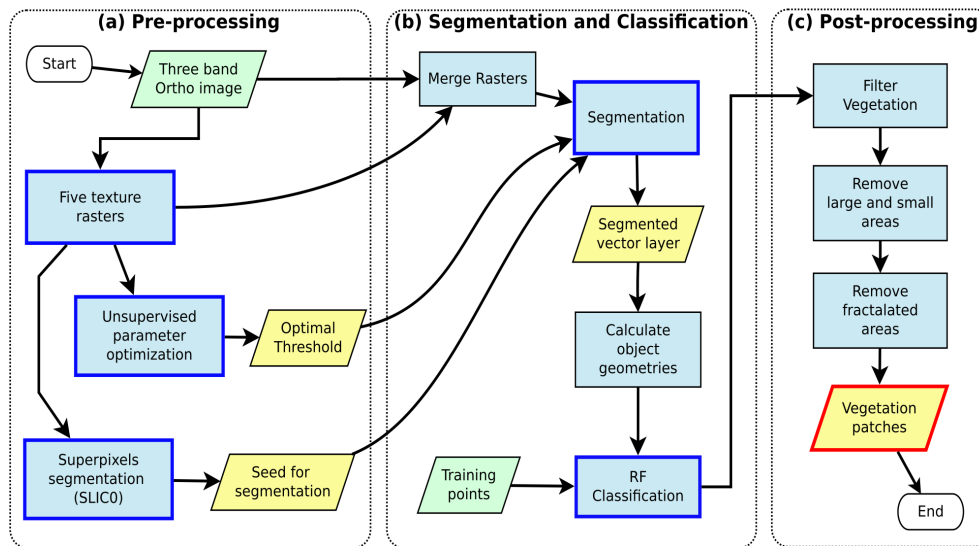 (a) Pre-processing
Start
Three band
Ortho image
Five texture
rasters
Unsupervised
parameter
optimization
Optimal
Threshold
Superpixels
segmentation
(SLIC0)
Seed for
segmentation
(b) Segmentation and Classification
Merge Rasters
Segmentation
Segmented
vector layer
Calculate
object
geometries
Training
points
RF
Classification
(c) Post-processing
Filter
Vegetation
Remove
large and small
areas
Remove
fractalated
areas
Vegetation
patches
End